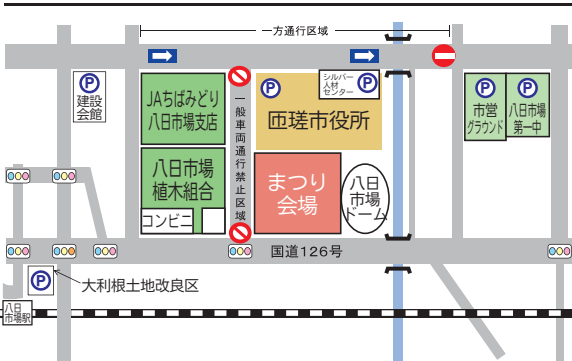 一方通行区域
P
建設
会館
JAちばみどり
八日市場支店
P
シルバー
人材
センター
P
匝瑳市役所
P
市営
グラウンド
P
八日市場
第一中
一般車両通行禁止区域
八日市場
植木組合
コンビニ
まつり
会場
八日
市場
ドーム
国道126号
P
大利根土地改良区
八日
市場駅